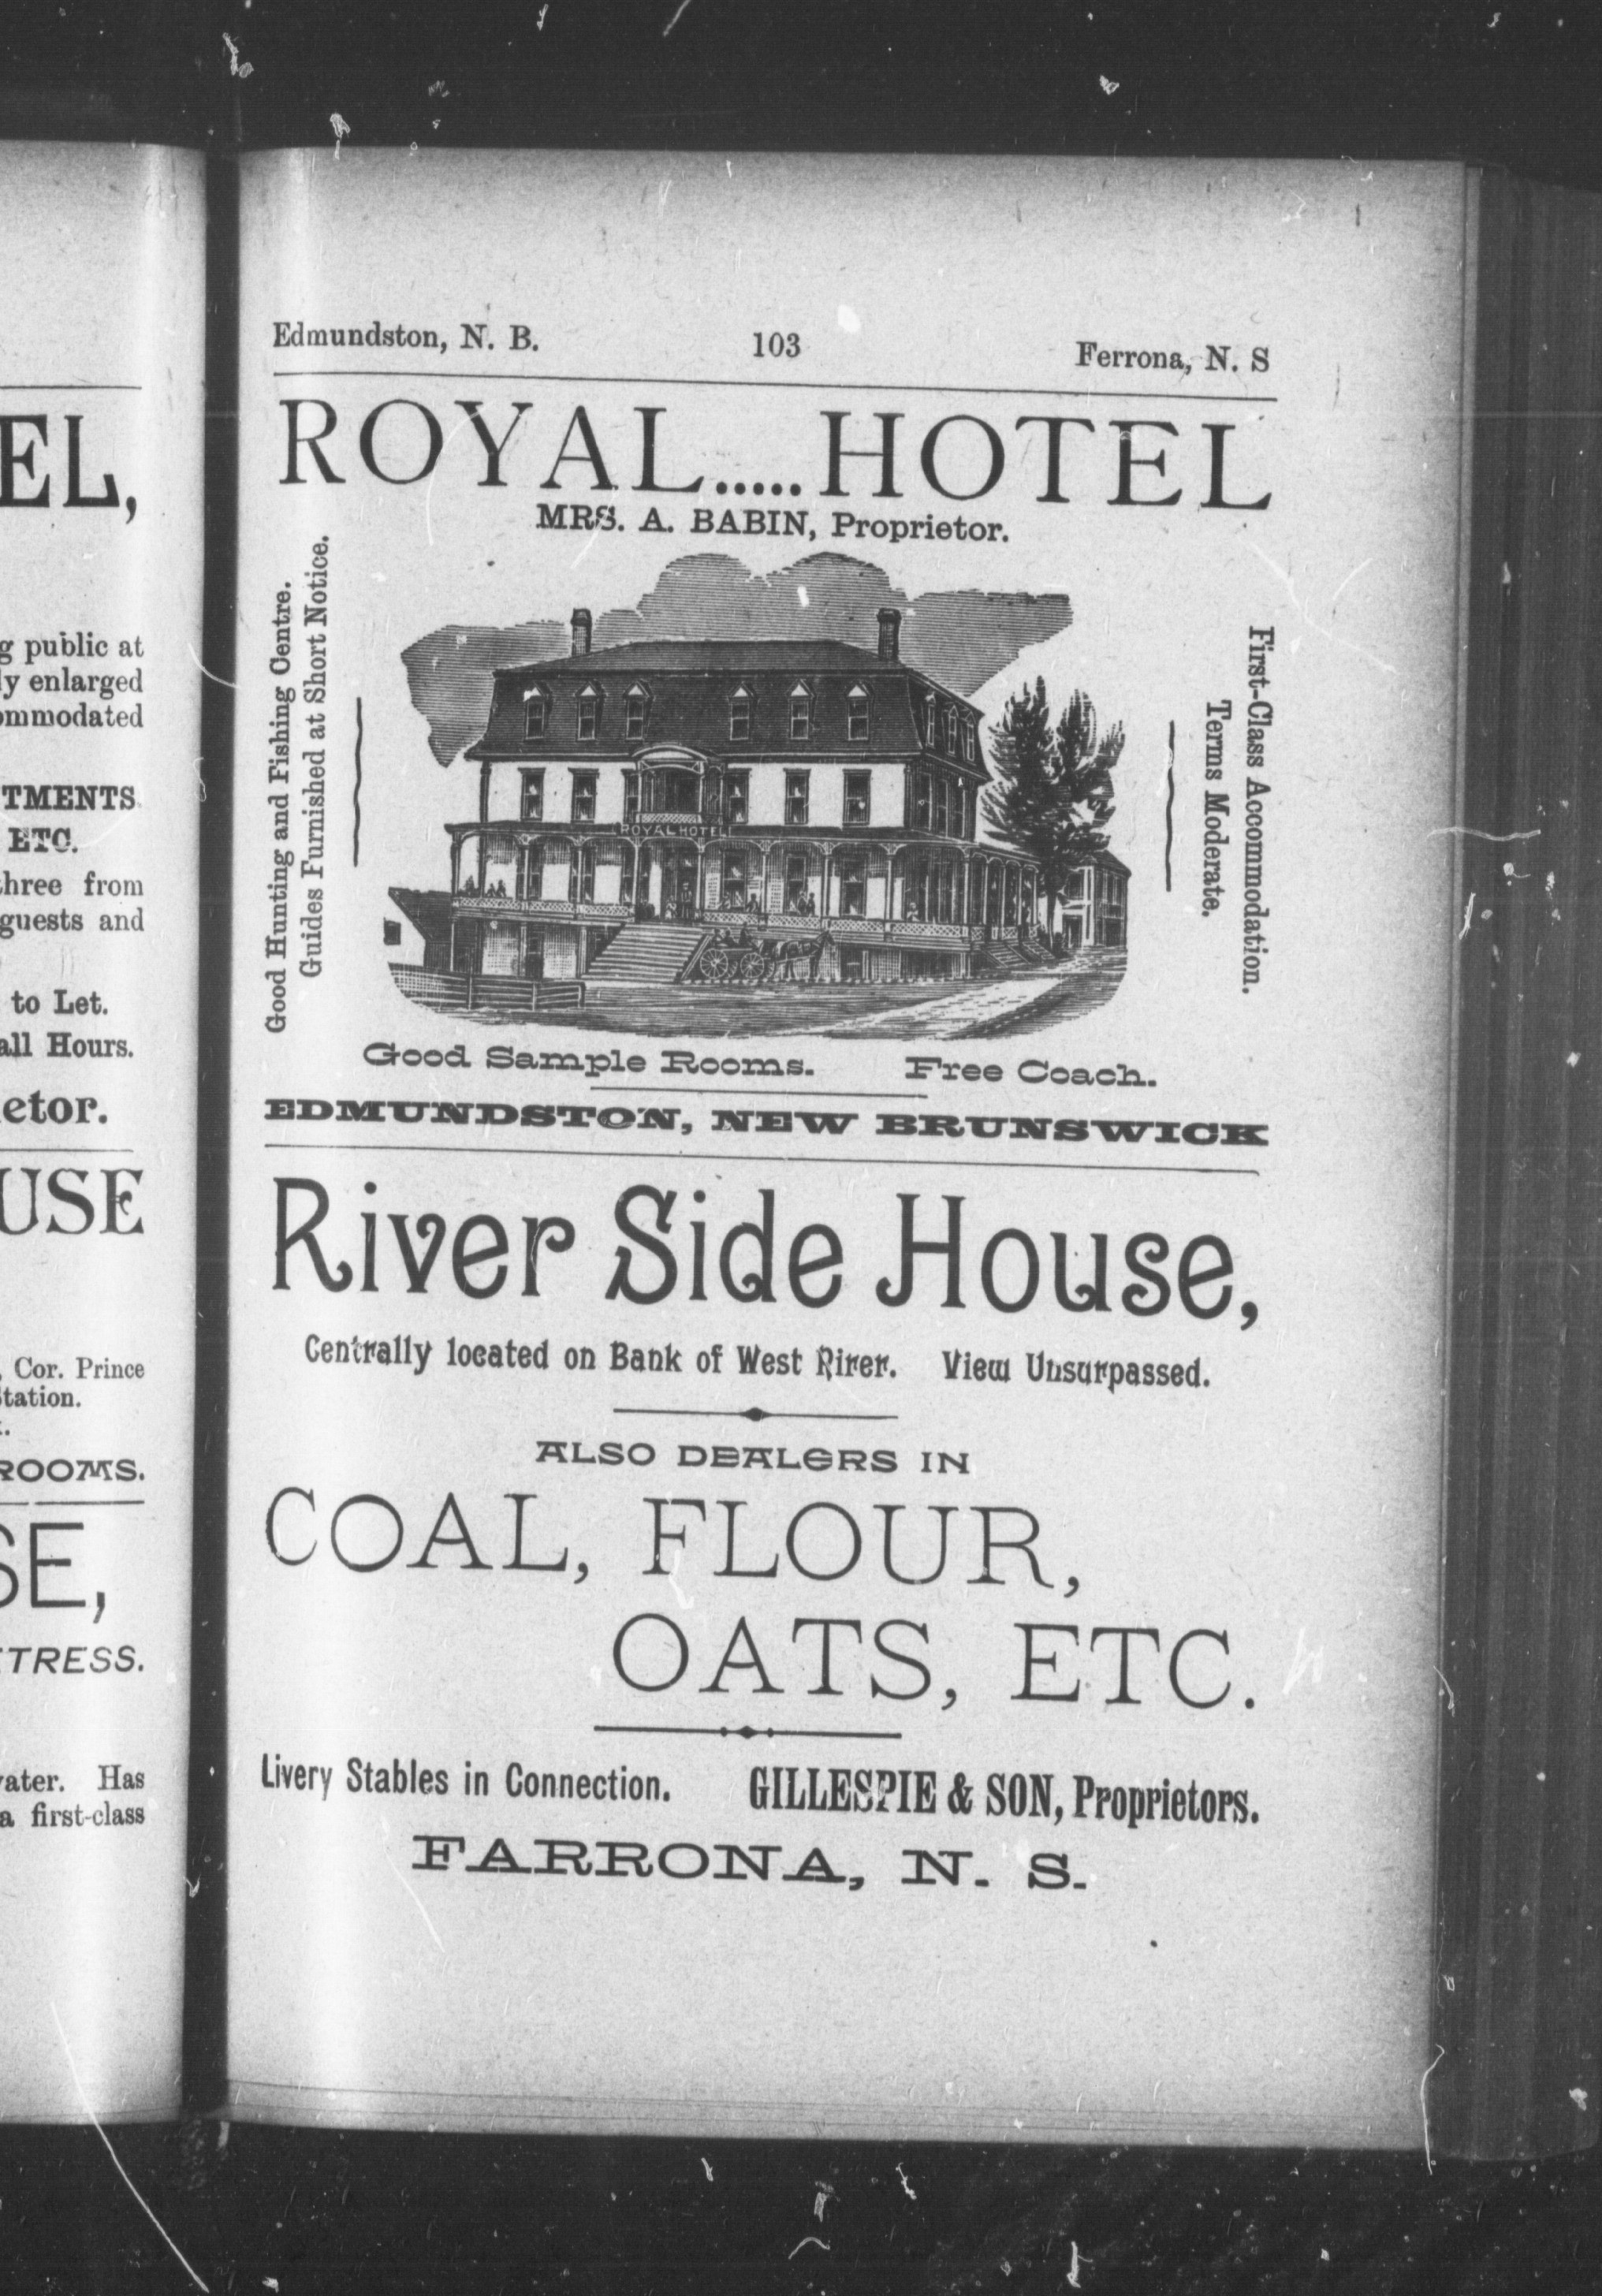 EL,
public at
enlarged
TMENTS
ETC.
three from
guests and
to Let.
all Hours.
etor.
USE
Cor. Prince
ROOMS.
SE,
TRESS.
Has
a first-class
Edmundston, N. B.
103
Ferrona, N. S
ROYAL.....HOTEL
MRS. A. BABIN, Proprietor.
Good Hunting and Fishing Centre.
Guides Furnished at Short Notice.
ROYAL HOTEL
First-Class Accommodation.
Terms Moderate.
Good Sample Rooms. Free Coach.
EDMUNDSTON, NEW BRUNSWICK
River Side House,
Centrally located on Bank of West Rirer. View Unsurpassed.
ALSO DEALERS IN
COAL, FLOUR,
OATS, ETC.
Livery Stables in Connection. GILLESPIE & SON, Proprietors.
FARRONA, N. S.